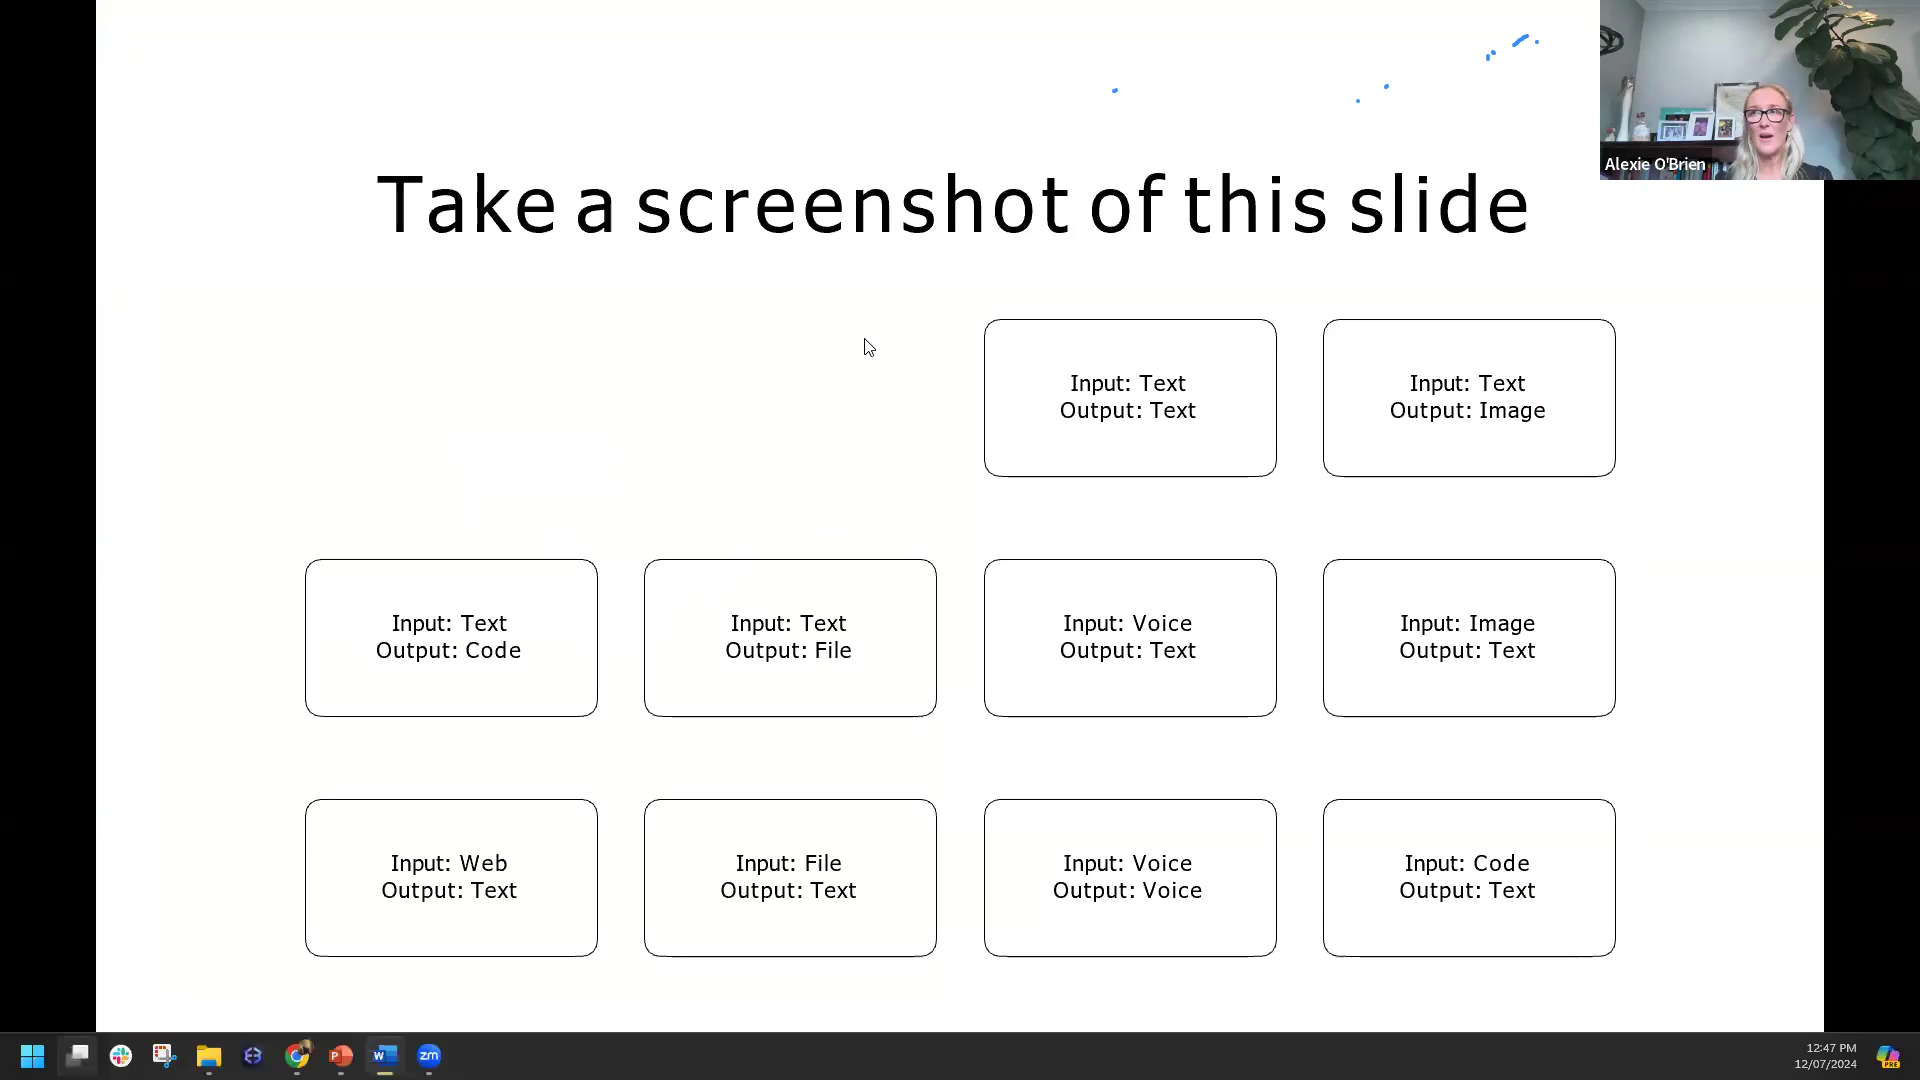 Alexie O'Brien
Take a screenshot of this slide
Input: Text
Output: Text
Input: Text
Output: Image
Input: Text
Output: Code
Input: Text
Output: File
Input: Voice
Output: Text
Input: Image
Output: Text
Input: Web
Output: Text
Input: File
Output: Text
Input: Voice
Output: Voice
Input: Code
Output: Text
P
W
zm
12:47 PM
12/07/2024
PRE